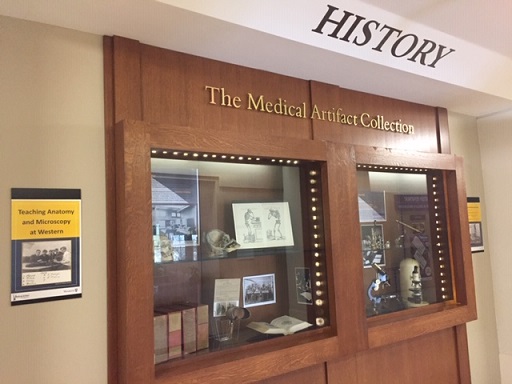 HISTORY
The Medical Artifact Collection
Teaching Anatomy
and Microscopy
at Western